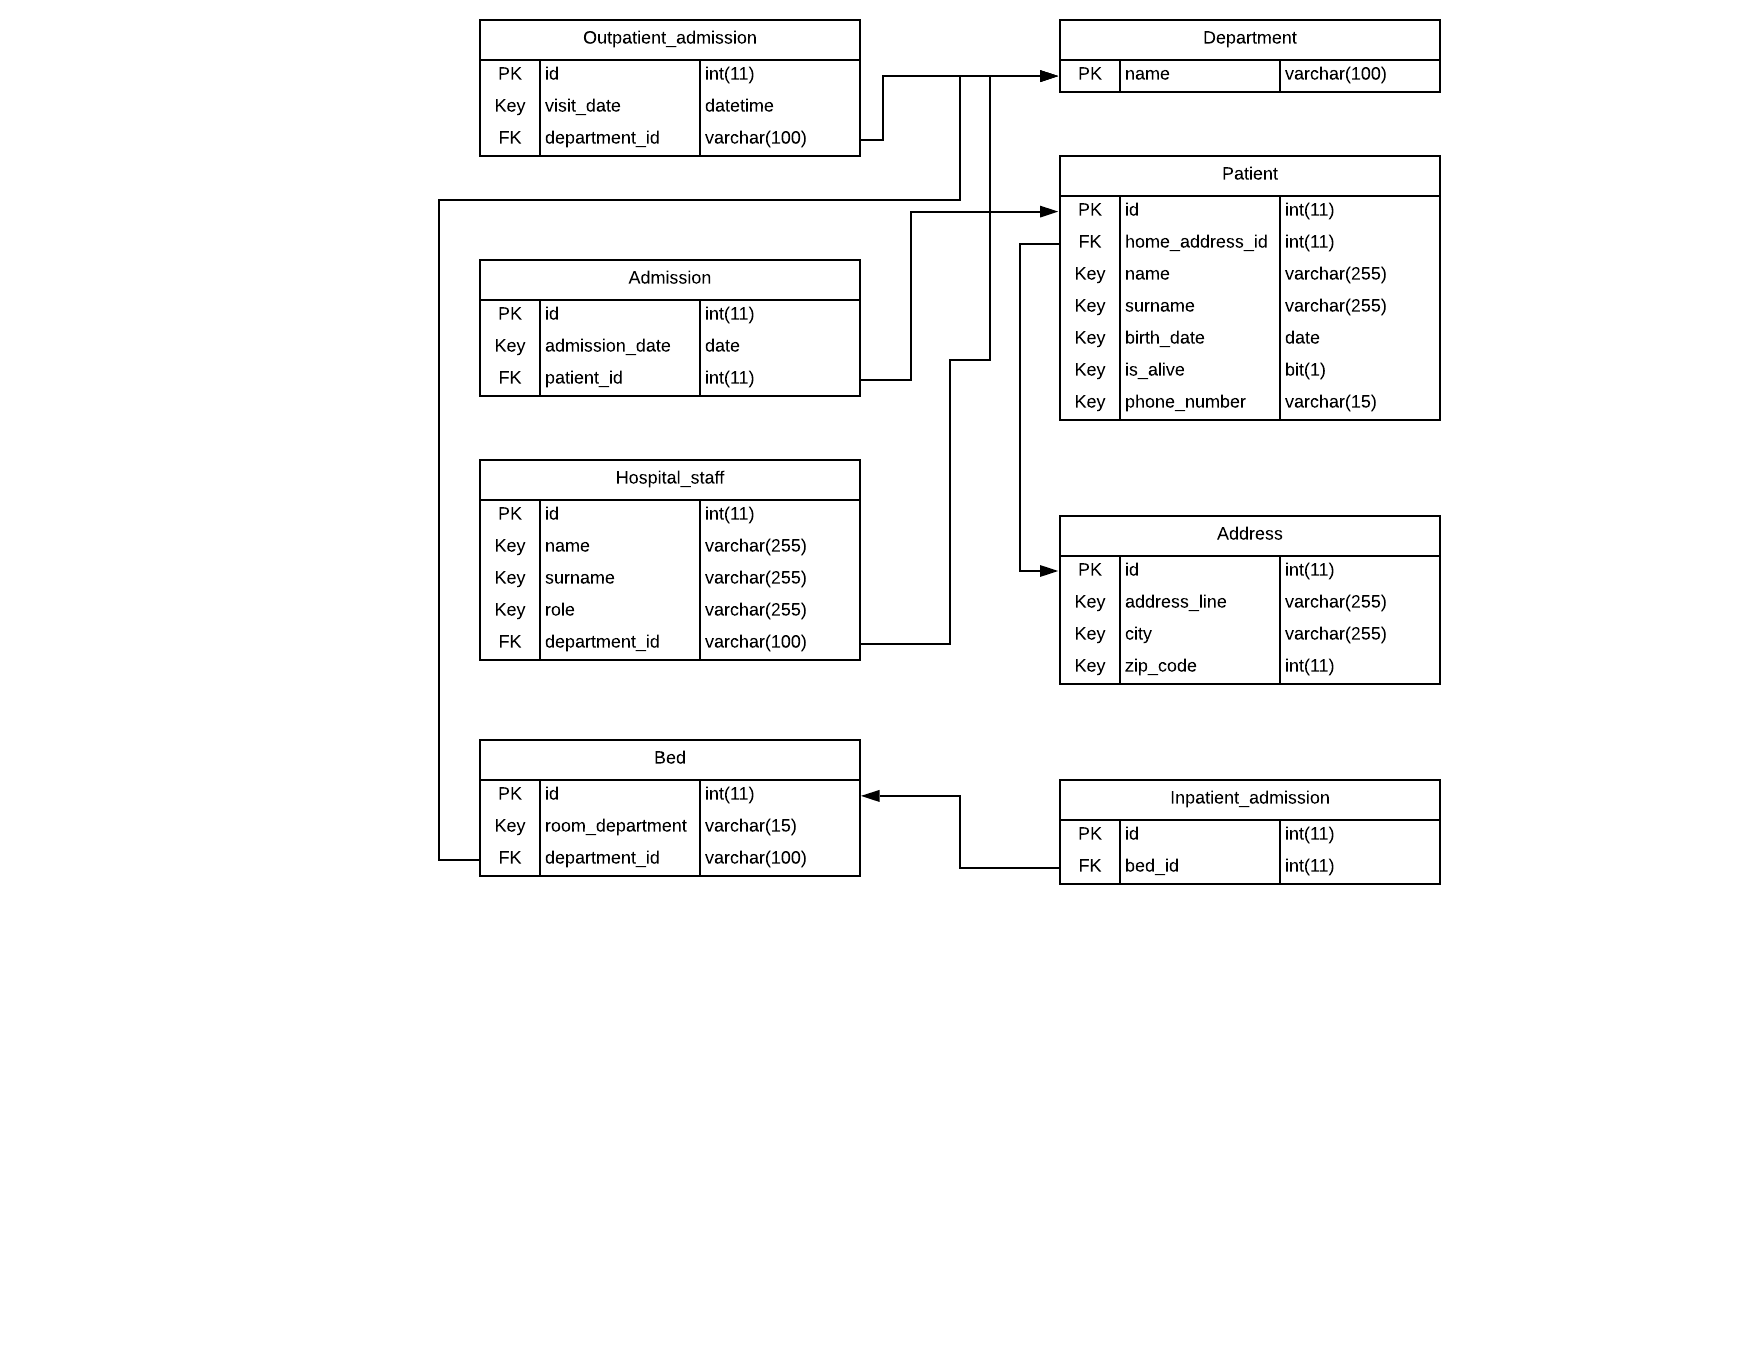 Outpatient_admission
PK id int(11)
Key visit_date datetime
FK department_id varchar(100)
Department
PK name varchar(100)
Patient
PK id int(11)
FK home_address_id int(11)
Key name varchar(255)
Key surname varchar(255)
Key birth_date date
Key is_alive bit(1)
Key phone_number varchar(15)
Admission
PK id int(11)
Key admission_date date
FK patient_id int(11)
Hospital_staff
PK id int(11)
Key name varchar(255)
Key surname varchar(255)
Key role varchar(255)
FK department_id varchar(100)
Address
PK id int(11)
Key address_line varchar(255)
Key city varchar(255)
Key zip_code int(11)
Bed
PK id int(11)
Key room_department varchar(15)
FK department_id varchar(100)
Inpatient_admission
PK id int(11)
FK bed_id int(11)